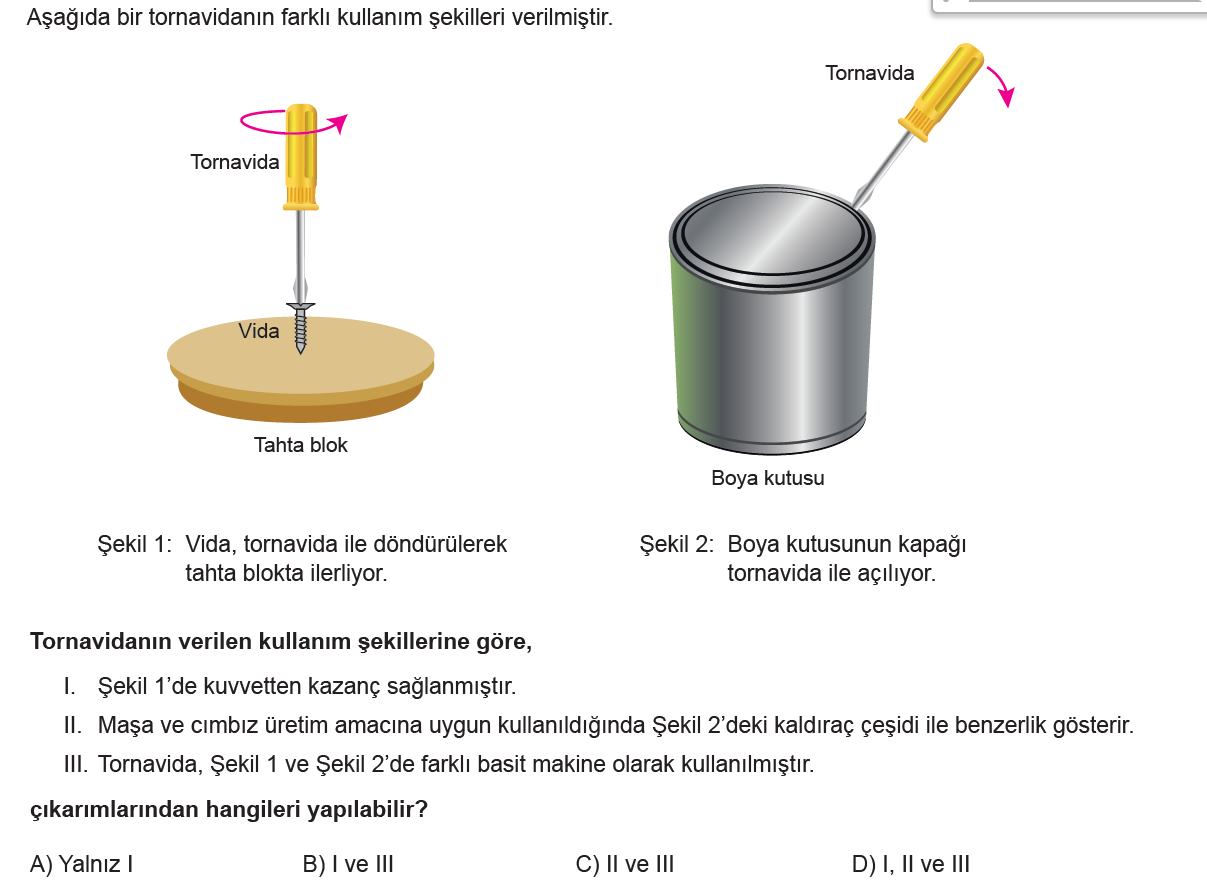 Aşağıda bir tornavidanın farklı kullanım şekilleri verilmiştir.
Tornavida
Tornavida
Vida
Tahta blok
Boya kutusu
Şekil 1: Vida, tornavida ile döndürülerek
tahta blokta ilerliyor.
Şekil 2: Boya kutusunun kapağı
tornavida ile açılıyor.
Tornavidanın verilen kullanım şekillerine göre,
I. Şekil 1’de kuvvetten kazanç sağlanmıştır.
II. Maşa ve cımbız üretim amacına uygun kullanıldığında Şekil 2’deki kaldıraç çeşidi ile benzerlik gösterir.
III. Tornavida, Şekil 1 ve Şekil 2’de farklı basit makine olarak kullanılmıştır.
çıkarımlarından hangileri yapılabilir?
A) Yalnız I B) I ve III C) II ve III D) I, II ve III